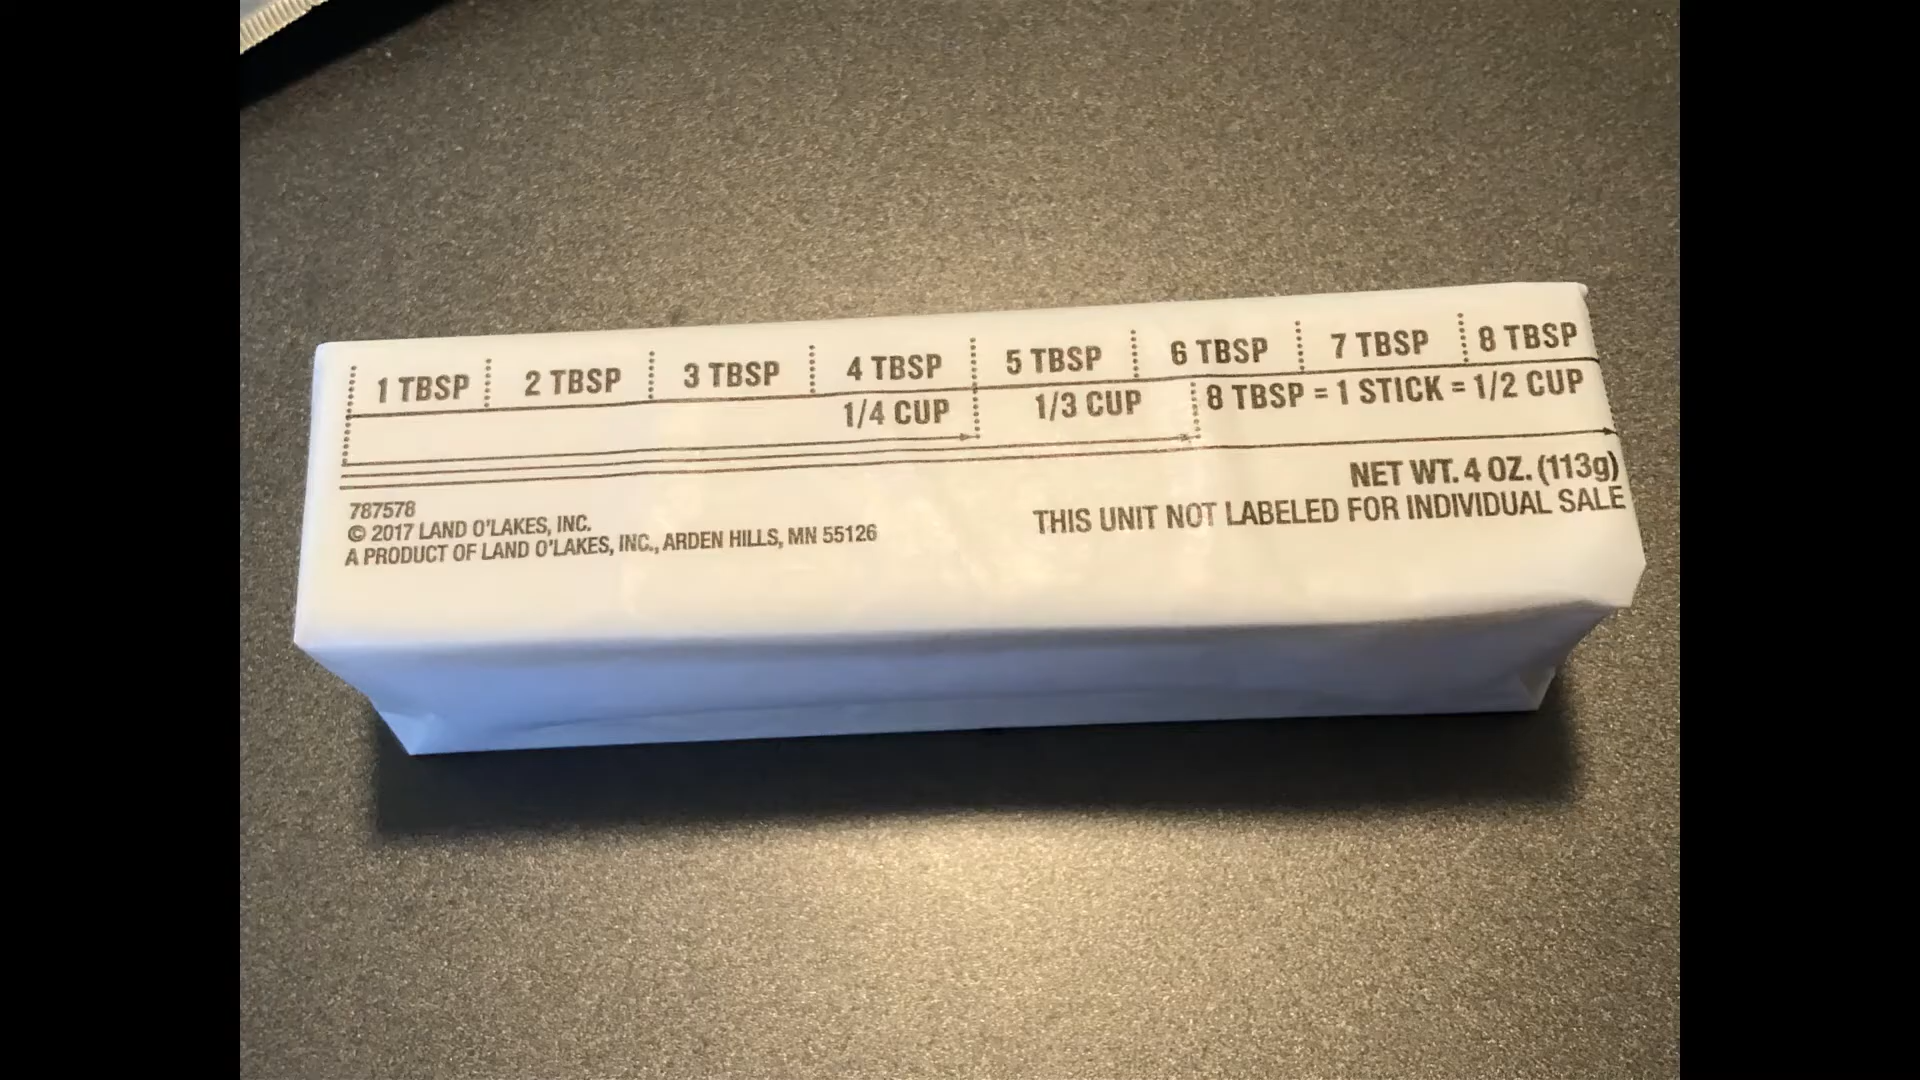 1 TBSP 2 TBSP 3 TBSP 4 TBSP 5 TBSP 6 TBSP 7 TBSP 8 TBSP
1/4 CUP 1/3 CUP 8 TBSP = 1 STICK = 1/2 CUP
NET WT. 4 OZ. (113g)
THIS UNIT NOT LABELED FOR INDIVIDUAL SALE
787578
© 2017 LAND O'LAKES, INC.
A PRODUCT OF LAND O'LAKES, INC., ARDEN HILLS, MN 55126